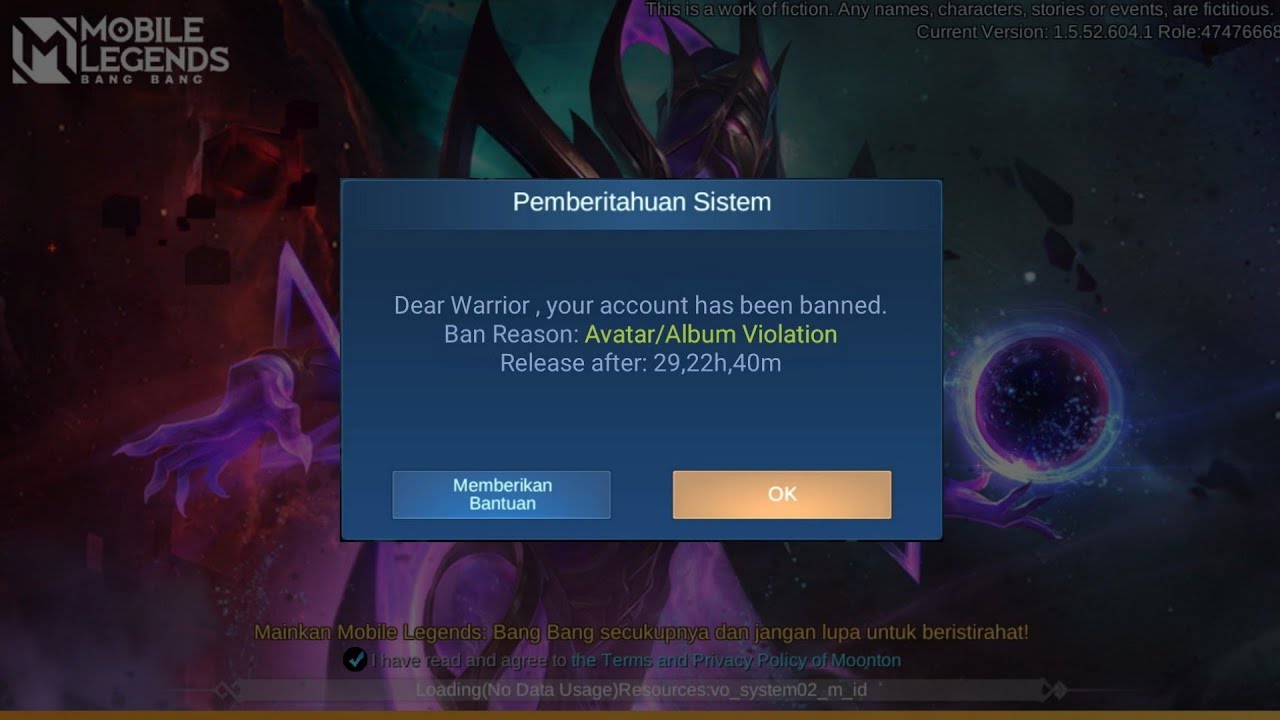 This is a work of fiction. Any names, characters, stories or events, are fictitious.
Current Version: 1.5.52.604.1 Role:47476668
MOBILE
LEGENDS
BANG BANG
Pemberitahuan Sistem
Dear Warrior , your account has been banned.
Ban Reason: Avatar/Album Violation
Release after: 29,22h,40m
Memberikan
Bantuan
OK
Mainkan Mobile Legends: Bang Bang secukupnya dan jangan lupa untuk beristirahat!
I have read and agree to the Terms and Privacy Policy of Moonton
Loading(No Data Usage)Resources:vo_system02_m_id